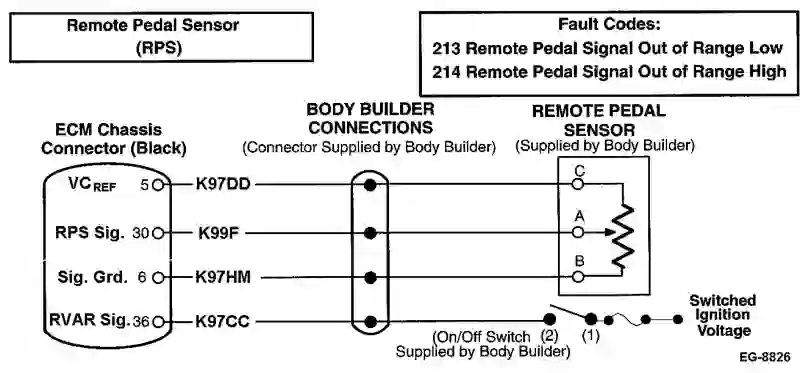 Remote Pedal Sensor
(RPS)
Fault Codes:
213 Remote Pedal Signal Out of Range Low
214 Remote Pedal Signal Out of Range High
ECM Chassis
Connector (Black)
BODY BUILDER
CONNECTIONS
(Connector Supplied by Body Builder)
REMOTE PEDAL
SENSOR
(Supplied by Body Builder)
VCREF 5 K97DD C
RPS Sig. 30 K99F A
Sig. Grd. 6 K97HM B
RVAR Sig. 36 K97CC
(On/Off Switch (2) (1)
Supplied by Body Builder)
Switched
Ignition
Voltage
EG-8826